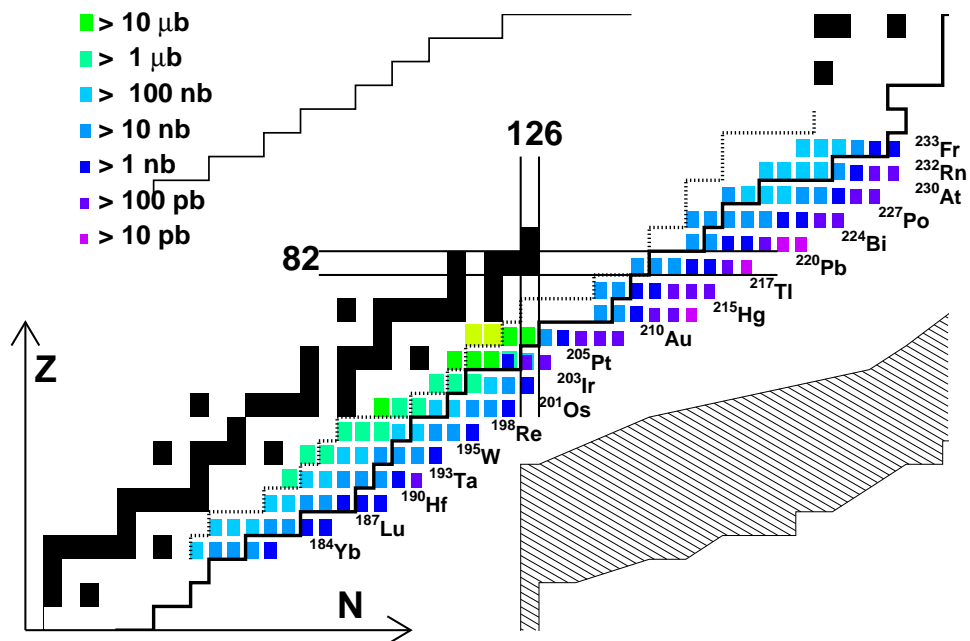 > 10 μb
> 1 μb
> 100 nb
> 10 nb
> 1 nb
> 100 pb
> 10 pb
126
82
Z
N
²³³Fr
²³²Rn
²³⁰At
²²⁷Po
²²⁴Bi
²²⁰Pb
²¹⁷Tl
²¹⁵Hg
²¹⁰Au
²⁰⁵Pt
²⁰³Ir
²⁰¹Os
¹⁹⁸Re
¹⁹⁵W
¹⁹³Ta
¹⁹⁰Hf
¹⁸⁷Lu
¹⁸⁴Yb